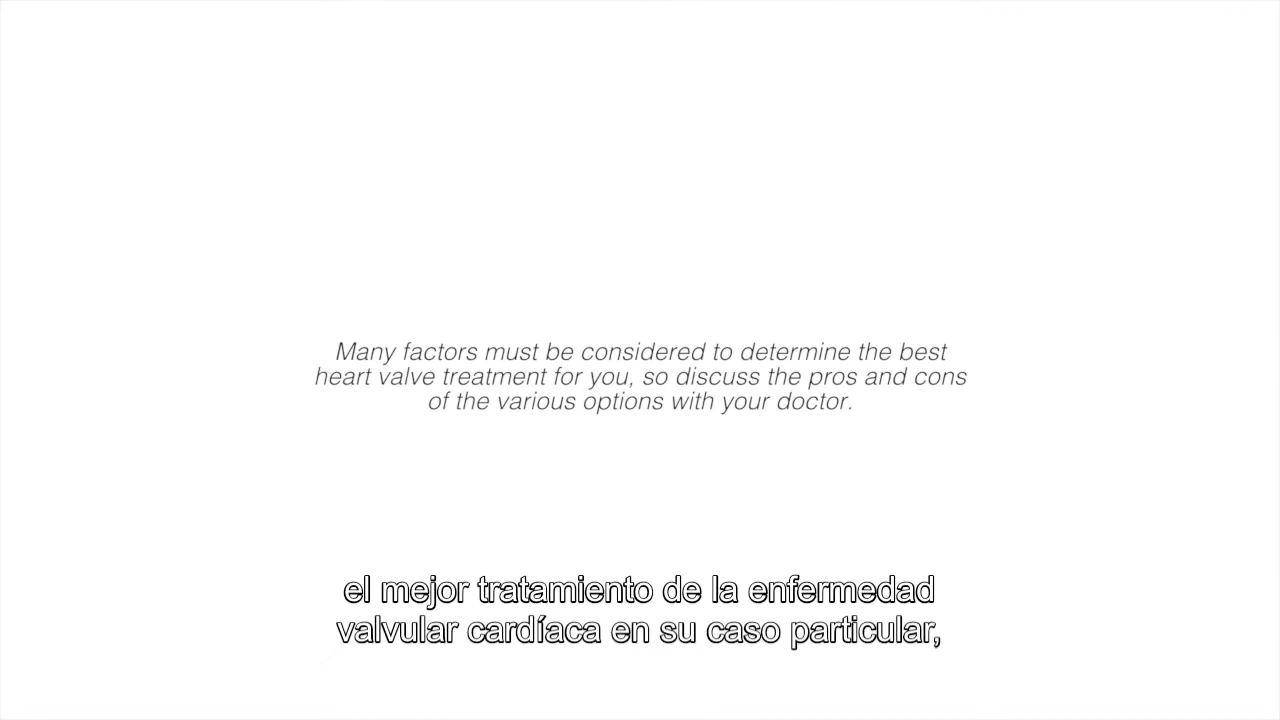 Many factors must be considered to determine the best
heart valve treatment for you, so discuss the pros and cons
of the various options with your doctor.
el mejor tratamiento de la enfermedad
valvular cardíaca en su caso particular,